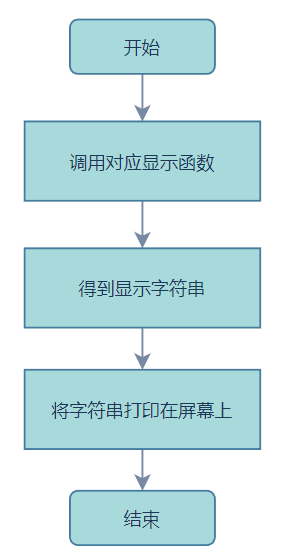 开始
调用对应显示函数
得到显示字符串
将字符串打印在屏幕上
结束